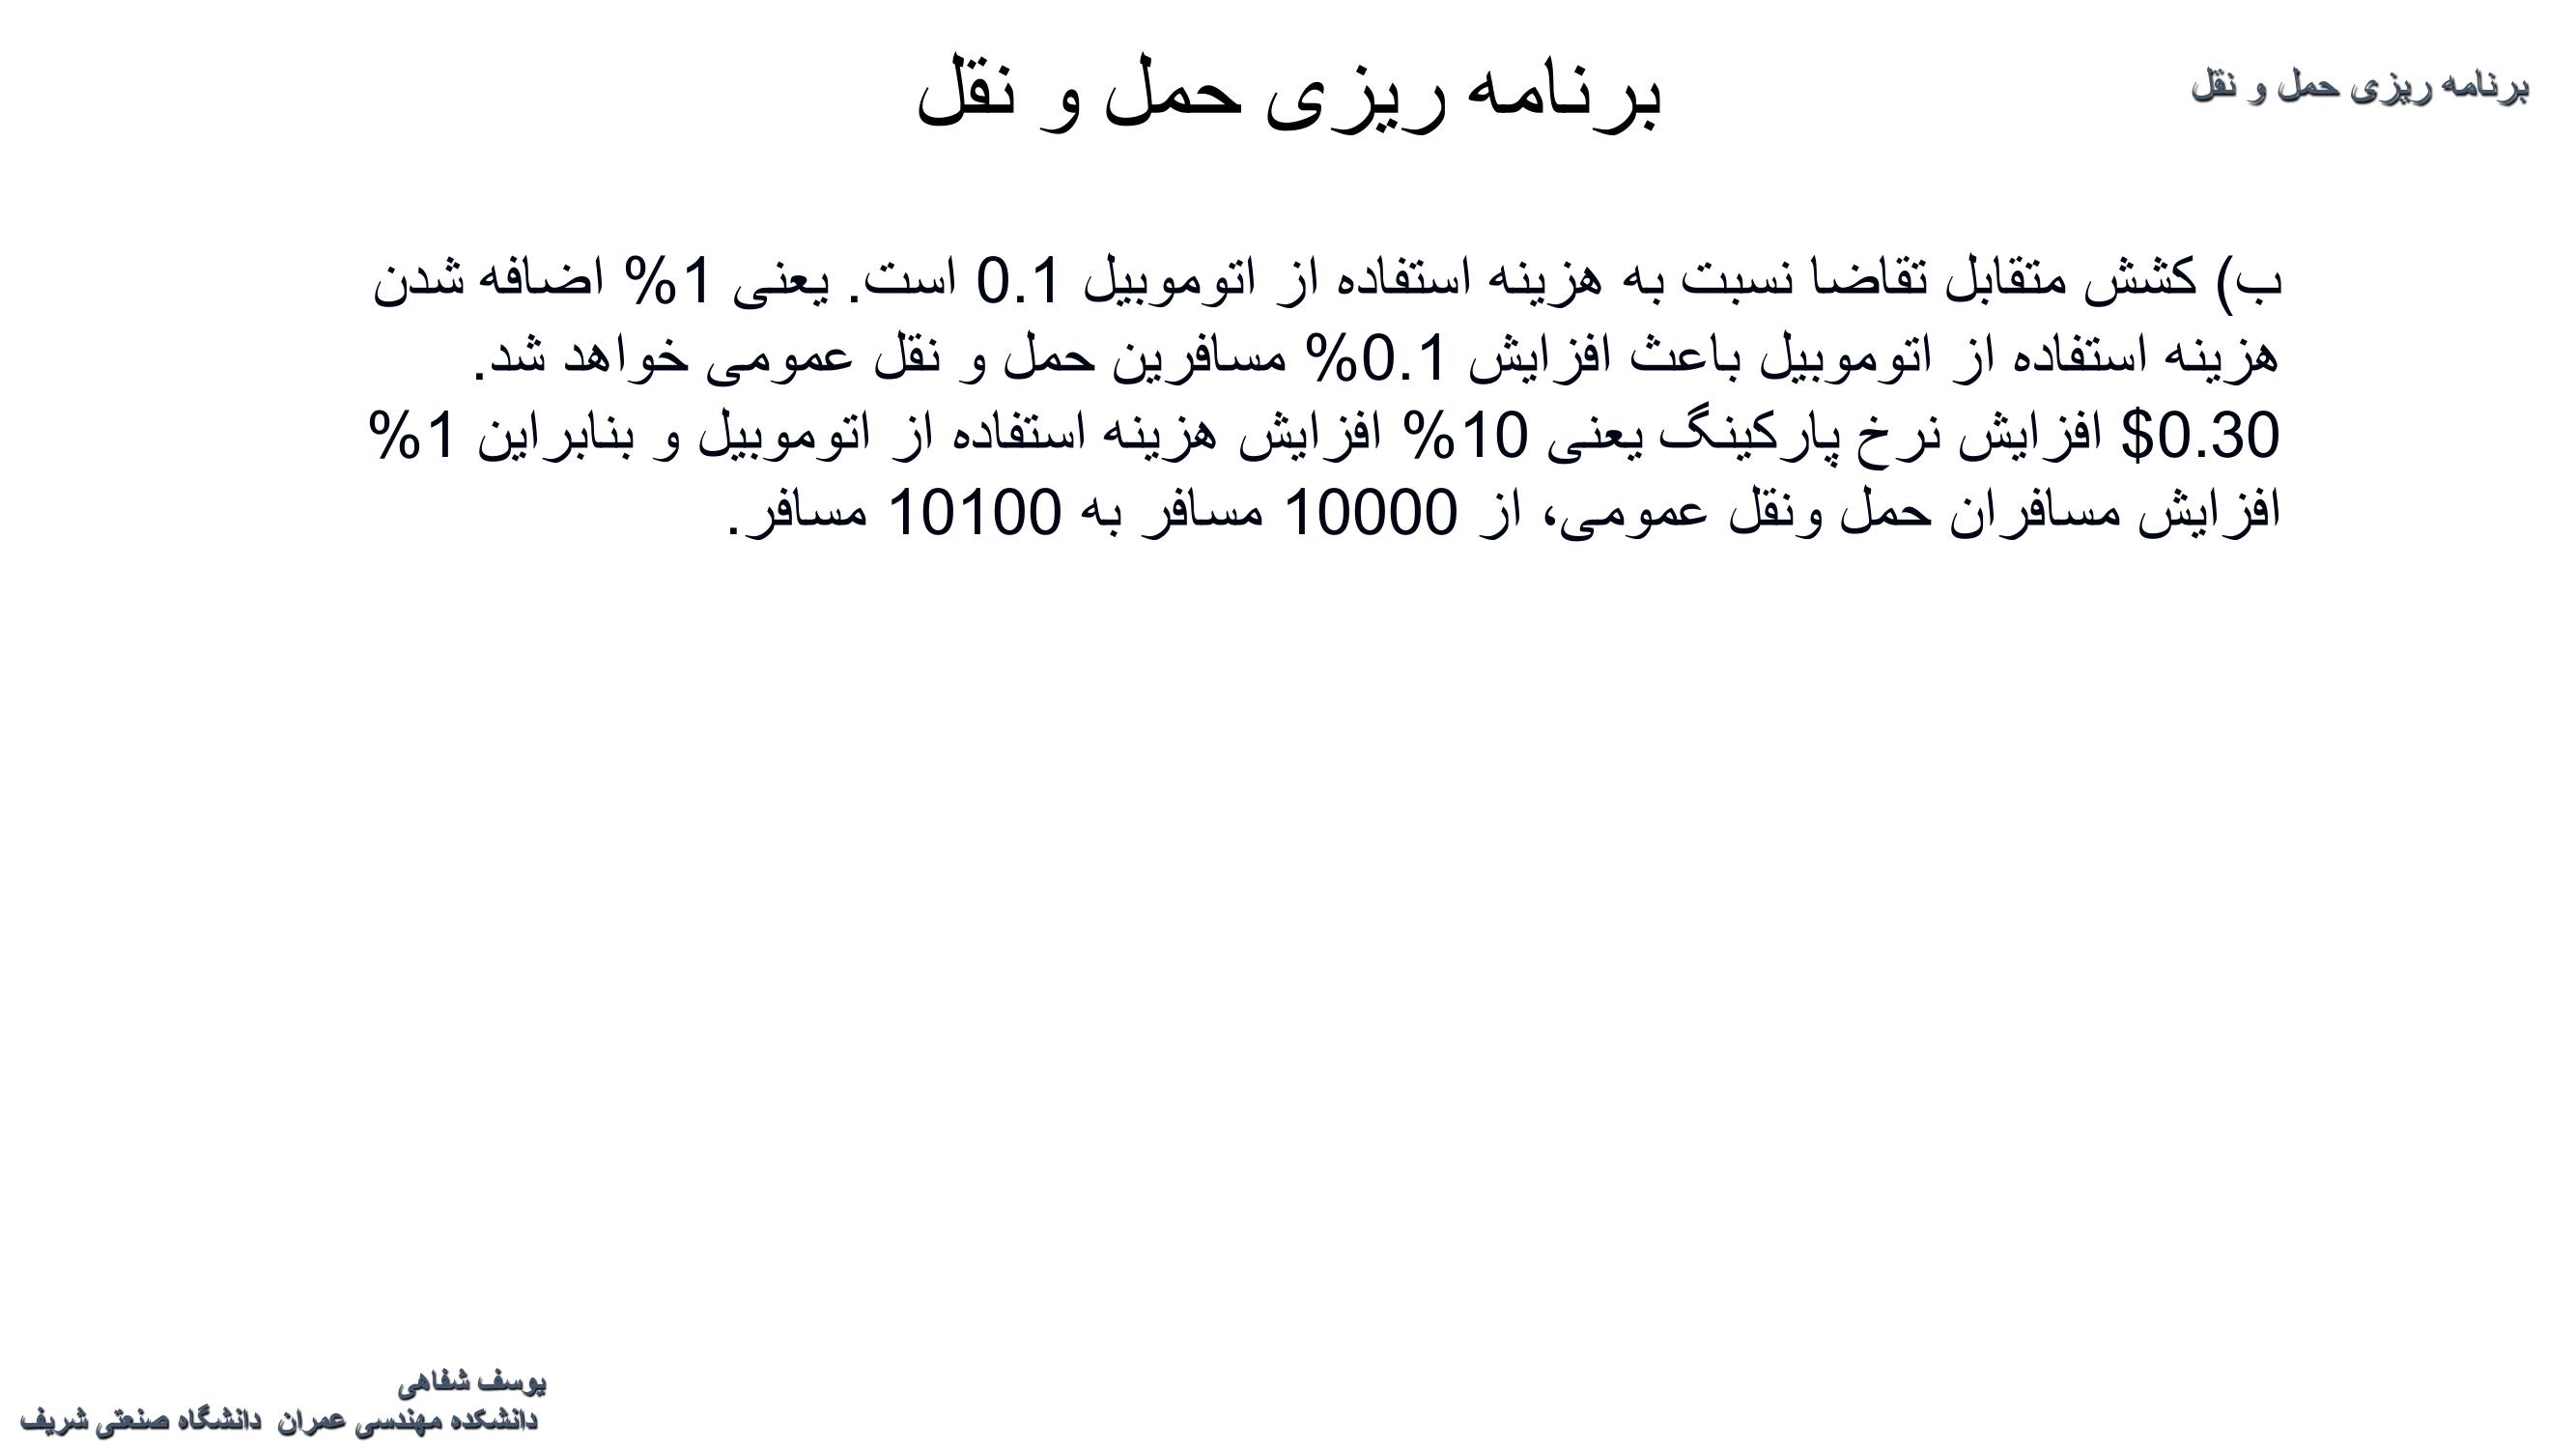 برنامه ریزی حمل و نقل
برنامه ریزی حمل و نقل
ب) کشش متقابل تقاضا نسبت به هزینه استفاده از اتوموبیل 0.1 است. یعنی 1% اضافه شدن
هزینه استفاده از اتوموبیل باعث افزایش 0.1% مسافرین حمل و نقل عمومی خواهد شد.
$0.30 افزایش نرخ پارکینگ یعنی 10% افزایش هزینه استفاده از اتوموبیل و بنابراین 1%
افزایش مسافران حمل ونقل عمومی، از 10000 مسافر به 10100 مسافر.
یوسف شفاهی
دانشکده مهندسی عمران دانشگاه صنعتی شریف